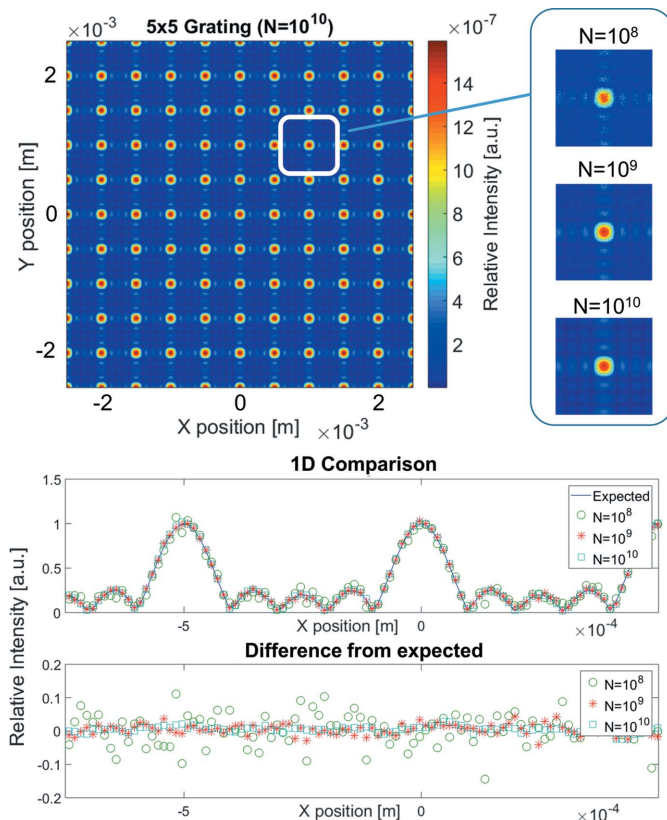 ×10⁻³
5x5 Grating (N=10¹⁰)
×10⁻⁷
2
0
-2
Y position [m]
-2
0
2
X position [m]
×10⁻³
14
12
10
8
6
4
2
Relative Intensity [a.u.]
N=10⁸
N=10⁹
N=10¹⁰
1D Comparison
1.5
1
0.5
0
Expected
N=10⁸
N=10⁹
N=10¹⁰
-5
0
X position [m]
×10⁻⁴
Relative Intensity [a.u.]
Difference from expected
0.2
0.1
0
-0.1
-0.2
N=10⁸
N=10⁹
N=10¹⁰
-5
0
X position [m]
×10⁻⁴